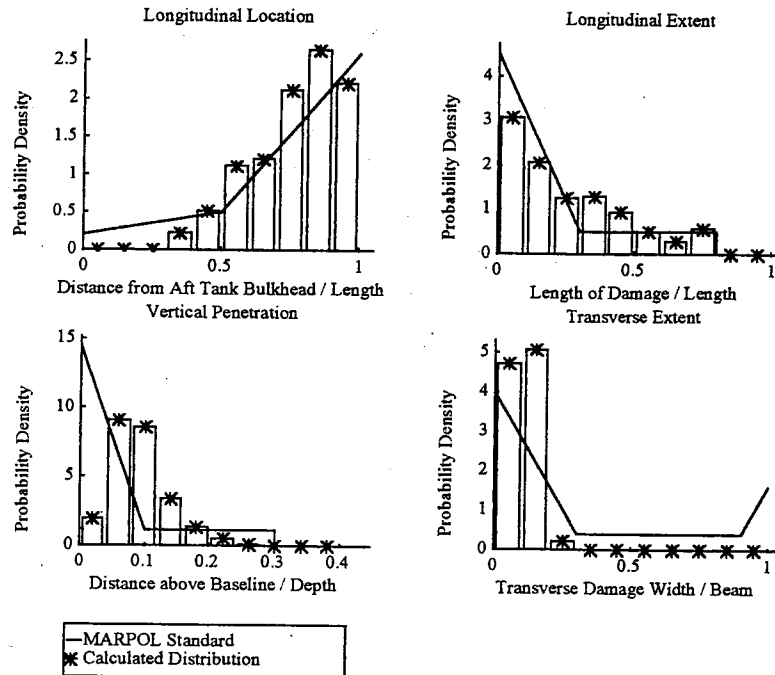 Longitudinal Location
Probability Density
2.5
2
1.5
1
0.5
0
0
0.5
1
Distance from Aft Tank Bulkhead / Length
Longitudinal Extent
Probability Density
4
3
2
1
0
0
0.5
1
Length of Damage / Length
Vertical Penetration
Probability Density
15
10
5
0
0
0.1
0.2
0.3
0.4
Distance above Baseline / Depth
Transverse Extent
Probability Density
5
4
3
2
1
0
0
0.5
1
Transverse Damage Width / Beam
MARPOL Standard
Calculated Distribution